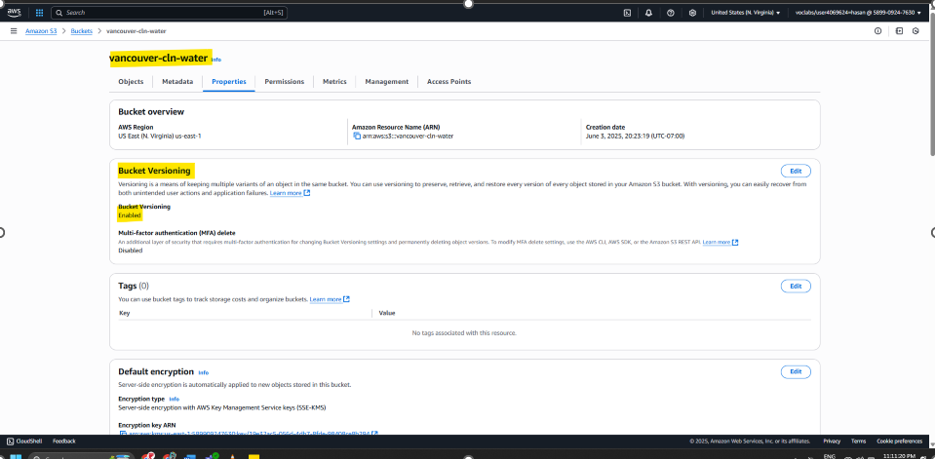 aws Search [Alt+S] United States (N. Virginia) voclabs/user4069624=hasan @ 5899-0924-7630
Amazon S3 > Buckets > vancouver-cln-water
vancouver-cln-water Info
Objects Metadata Properties Permissions Metrics Management Access Points
Bucket overview
AWS Region Amazon Resource Name (ARN) Creation date
US East (N. Virginia) us-east-1 arn:aws:s3:::vancouver-cln-water June 3, 2025, 20:23:19 (UTC-07:00)
Bucket Versioning Edit
Versioning is a means of keeping multiple variants of an object in the same bucket. You can use versioning to preserve, retrieve, and restore every version of every object stored in your Amazon S3 bucket. With versioning, you can easily recover from
both unintended user actions and application failures. Learn more
Bucket Versioning
Enabled
Multi-factor authentication (MFA) delete
An additional layer of security that requires multi-factor authentication for changing Bucket Versioning settings and permanently deleting object versions. To modify MFA delete settings, use the AWS CLI, AWS SDK, or the Amazon S3 REST API. Learn more
Disabled
Tags (0) Edit
You can use bucket tags to track storage costs and organize buckets. Learn more
Key Value
No tags associated with this resource.
Default encryption Info Edit
Server-side encryption is automatically applied to new objects stored in this bucket.
Encryption type Info
Server-side encryption with AWS Key Management Service keys (SSE-KMS)
Encryption key ARN
CloudShell Feedback © 2025, Amazon Web Services, Inc. or its affiliates. Privacy Terms Cookie preferences
ENG 11:11:20 PM